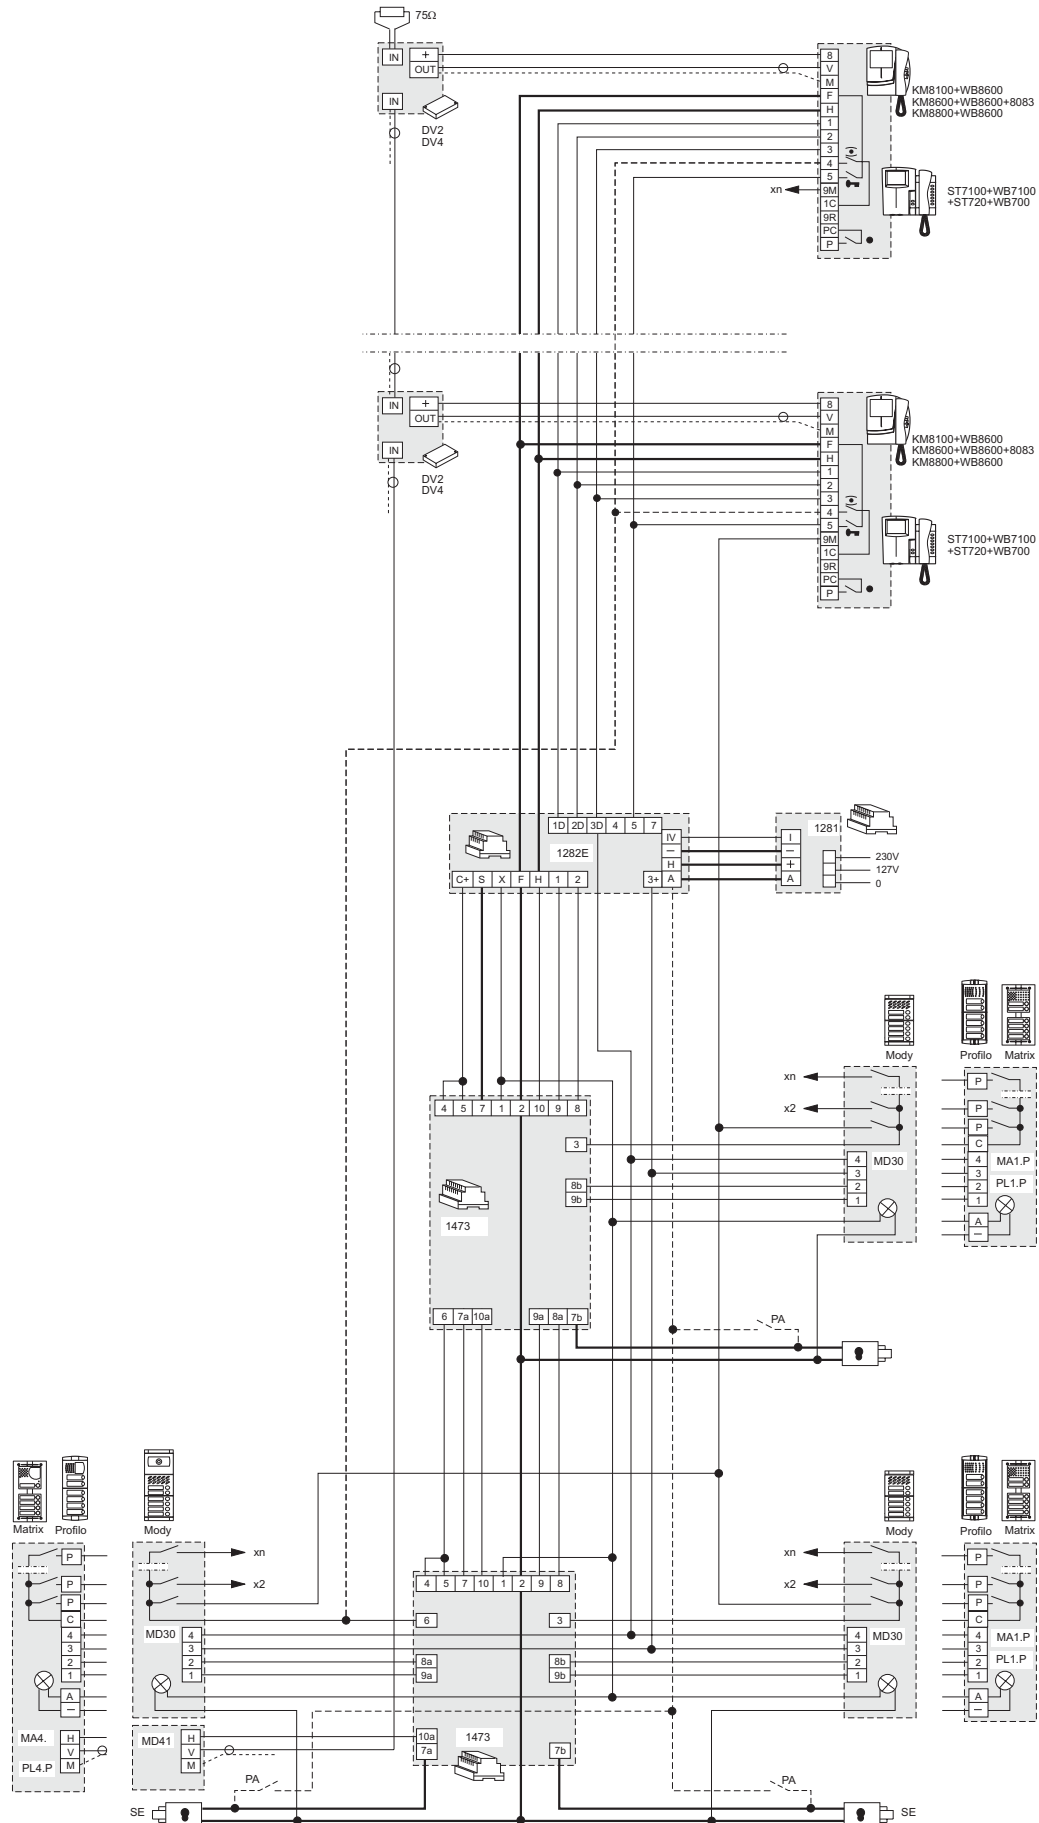 75Ω
IN
+
OUT
IN
DV2
DV4
8
V
M
F
H
1
2
3
4
5
9M
1C
9R
PC
P
xn
KM8100+WB8600
KM8600+WB8600+8083
KM8800+WB8600
ST7100+WB7100
+ST720+WB700
IN
+
OUT
IN
DV2
DV4
8
V
M
F
H
1
2
3
4
5
9M
1C
9R
PC
P
KM8100+WB8600
KM8600+WB8600+8083
KM8800+WB8600
ST7100+WB7100
+ST720+WB700
1D 2D 3D 4 5 7
1282E
IV
–
H
A
3+
C+ S X F H 1 2
I
–
+
A
1281
230V
127V
0
Mody
Profilo
Matrix
xn
x2
4
3
2
1
MD30
P
P
P
C
4
3
2
1
A
–
MA1.P
PL1.P
4 5 7 1 2 10 9 8
3
8b
9b
1473
6 7a 10a 9a 8a 7b
PA
Matrix
Profilo
Mody
P
P
P
C
4
3
2
1
A
–
H
V
M
MA4.
PL4.P
xn
x2
MD30
4
3
2
1
MD41
H
V
M
4 5 7 10 1 2 9 8
6
3
8a
9a
8b
9b
10a
7a
1473
7b
PA
SE
Mody
Profilo
Matrix
xn
x2
4
3
2
1
MD30
P
P
P
C
4
3
2
1
A
–
MA1.P
PL1.P
PA
SE